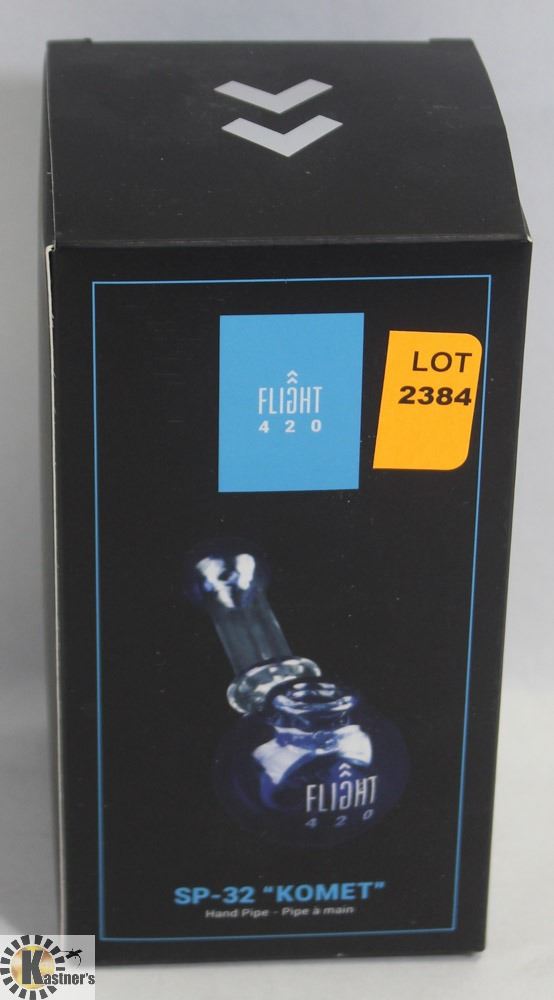 FLIGHT
420
LOT
2384
FLIGHT
420
SP-32 "KOMET"
Hand Pipe - Pipe à main
Kastner's